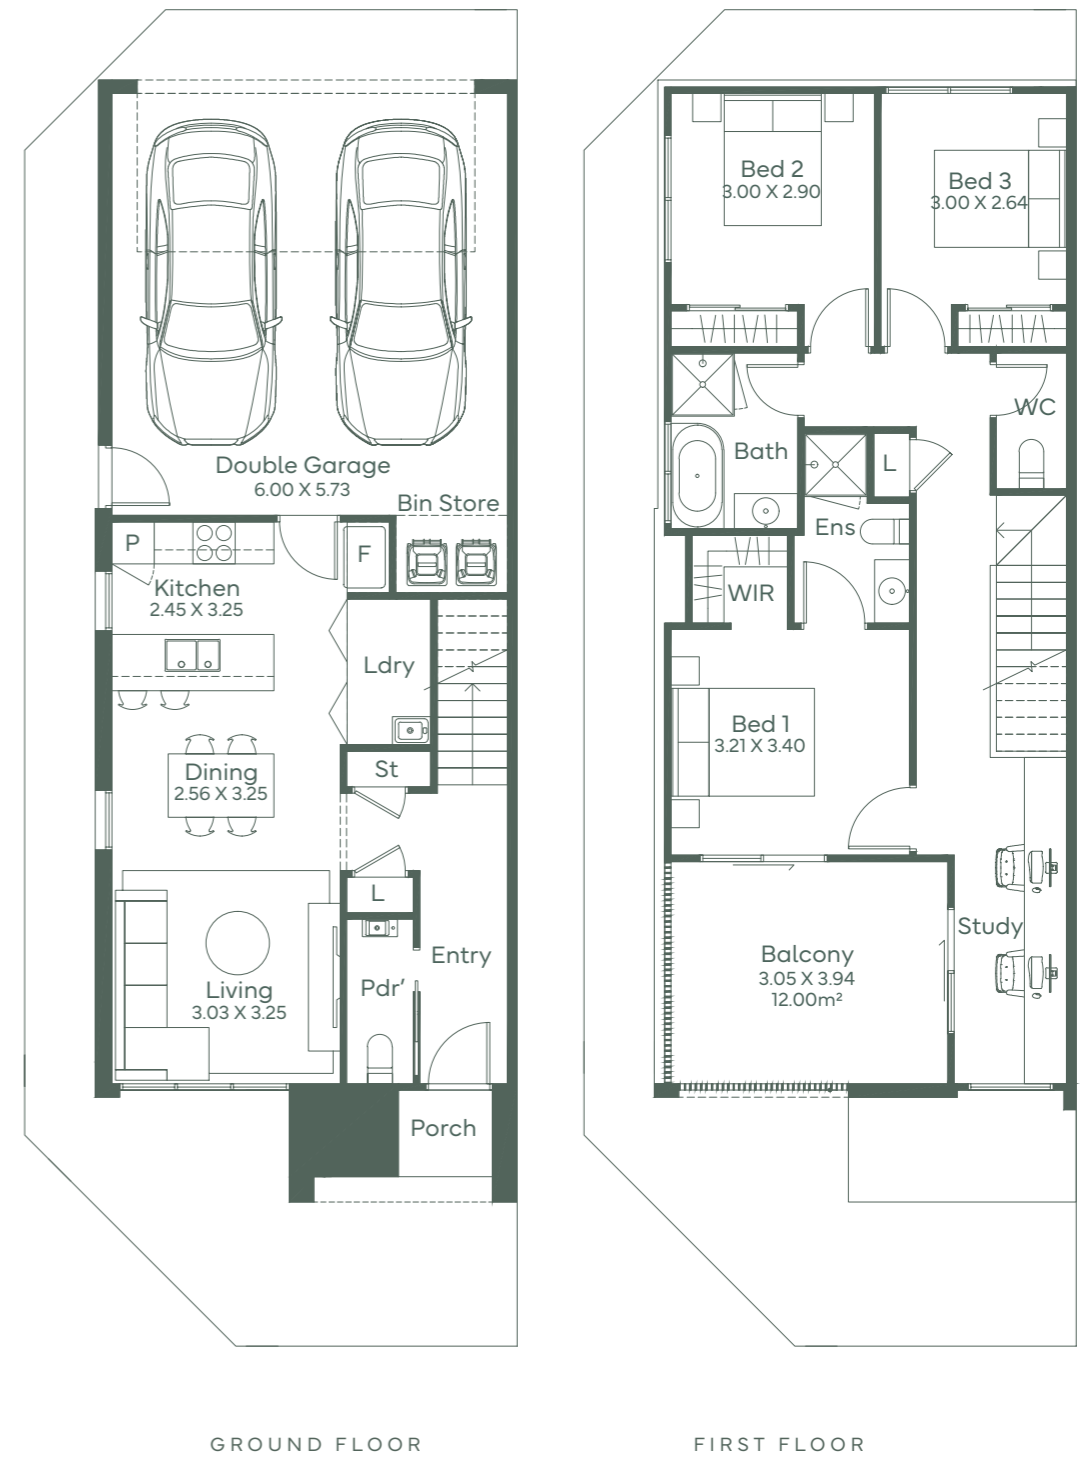 Double Garage
6.00 X 5.73
Bin Store
P
F
Kitchen
2.45 X 3.25
Ldry
St
Dining
2.56 X 3.25
L
Entry
Pdr’
Living
3.03 X 3.25
Porch
GROUND FLOOR
Bed 2
3.00 X 2.90
Bed 3
3.00 X 2.64
WC
Bath
L
Ens
WIR
Bed 1
3.21 X 3.40
Study
Balcony
3.05 X 3.94
12.00m²
FIRST FLOOR